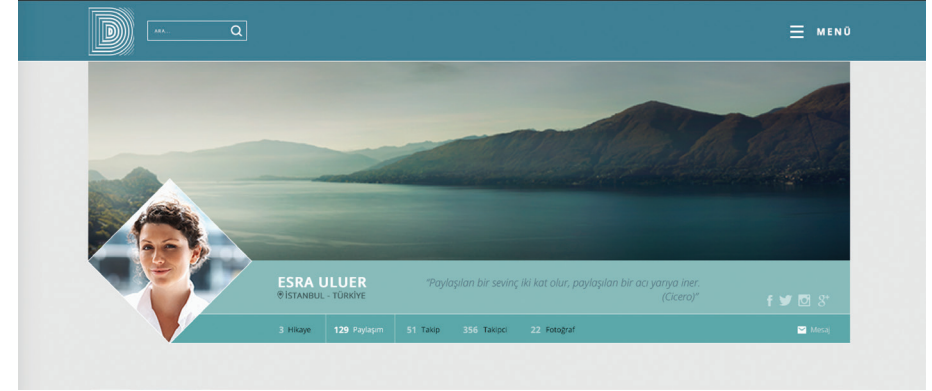 ARA...
MENÜ
ESRA ULUER
İSTANBUL - TÜRKİYE
"Paylaşılan bir sevinç iki kat olur, paylaşılan bir acı yarıya iner.
(Cicero)"
3 Hikaye 129 Paylaşım 51 Takip 356 Takipci 22 Fotoğraf Mesaj